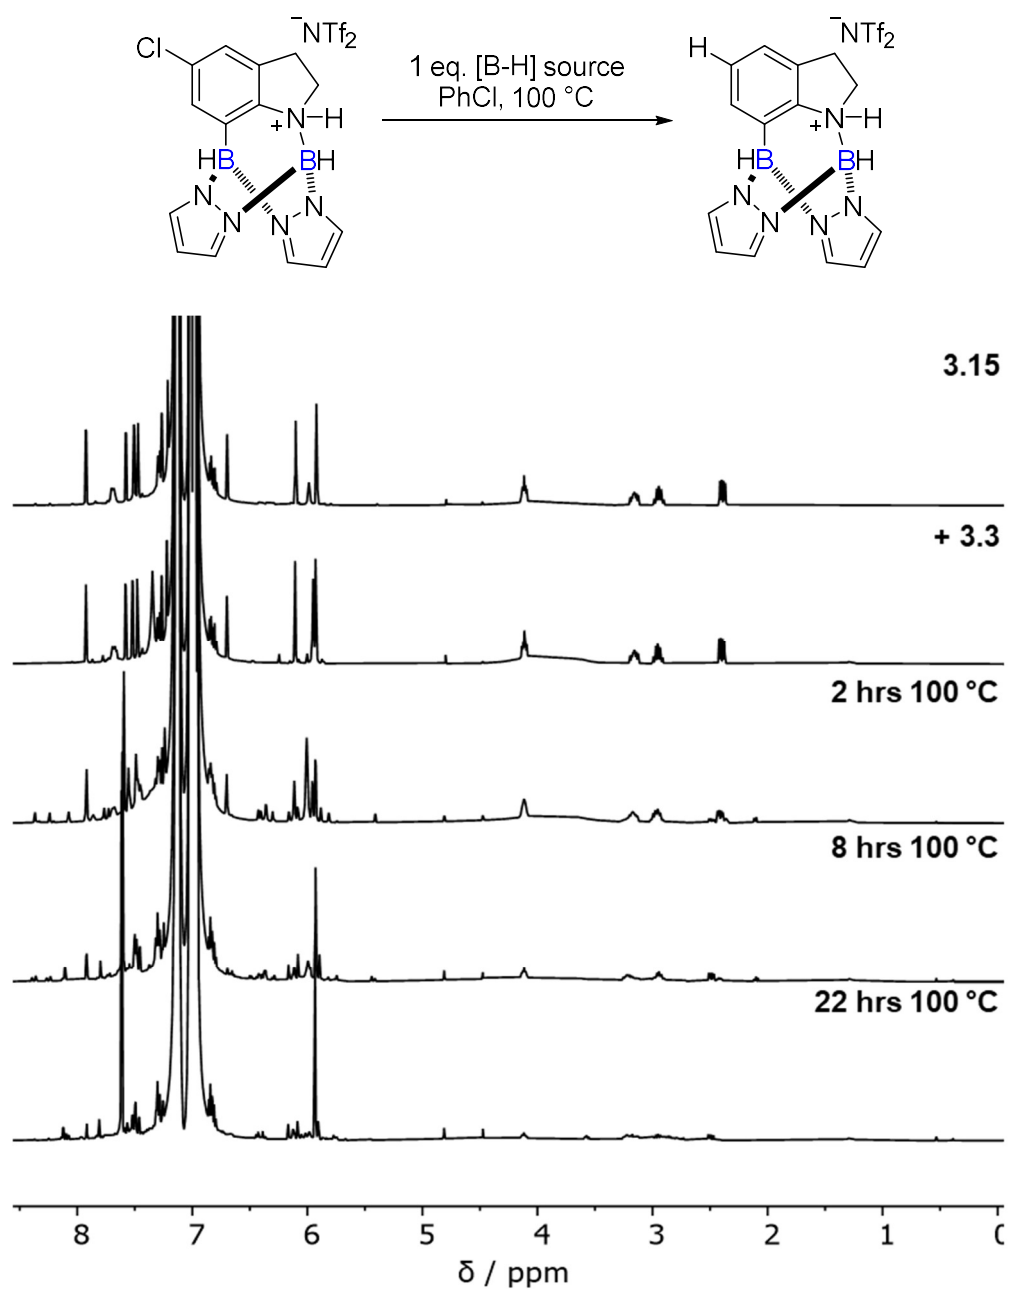 Cl
⁻NTf₂
N—H
+
HB
BH
N
N
N
N
1 eq. [B-H] source
PhCl, 100 °C
H
⁻NTf₂
N—H
+
HB
BH
N
N
N
N
3.15
+ 3.3
2 hrs 100 °C
8 hrs 100 °C
22 hrs 100 °C
8 7 6 5 4 3 2 1
δ / ppm